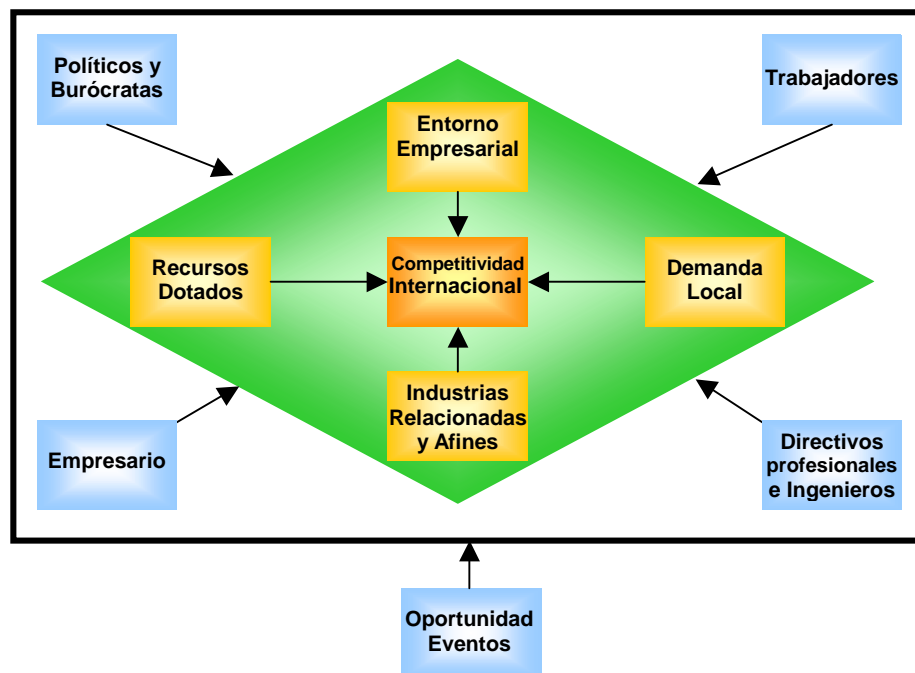 Políticos y
Burócratas
Trabajadores
Entorno
Empresarial
Recursos
Dotados
Competitividad
Internacional
Demanda
Local
Industrias
Relacionadas
y Afines
Empresario
Directivos
profesionales
e Ingenieros
Oportunidad
Eventos